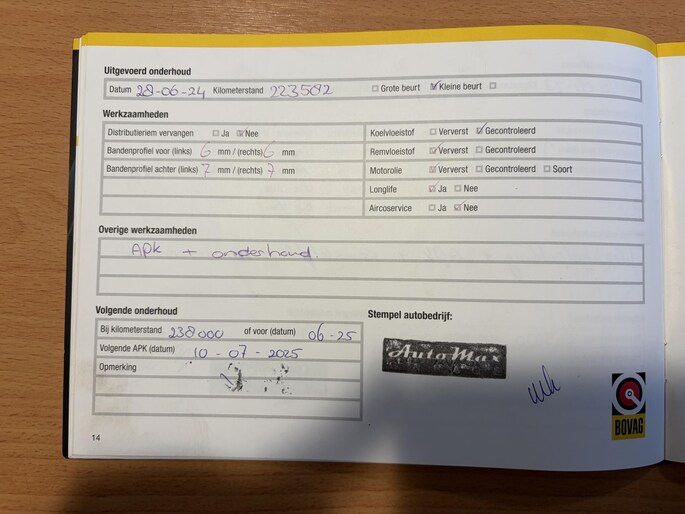 Uitgevoerd onderhoud
Datum 28-06-24 Kilometerstand 223582 Grote beurt Kleine beurt
Werkzaamheden
Distributieriem vervangen Ja Nee
Bandenprofiel voor (links) 6 mm / (rechts) 6 mm
Bandenprofiel achter (links) 7 mm / (rechts) 7 mm
Koelvloeistof Ververst Gecontroleerd
Remvloeistof Ververst Gecontroleerd
Motorolie Ververst Gecontroleerd Soort
Longlife Ja Nee
Aircoservice Ja Nee
Overige werkzaamheden
APK + onderhoud.
Volgende onderhoud
Bij kilometerstand 238000 of voor (datum) 06-25
Volgende APK (datum) 10-07-2025
Opmerking
Stempel autobedrijf:
AutoMax
BOVAG
14